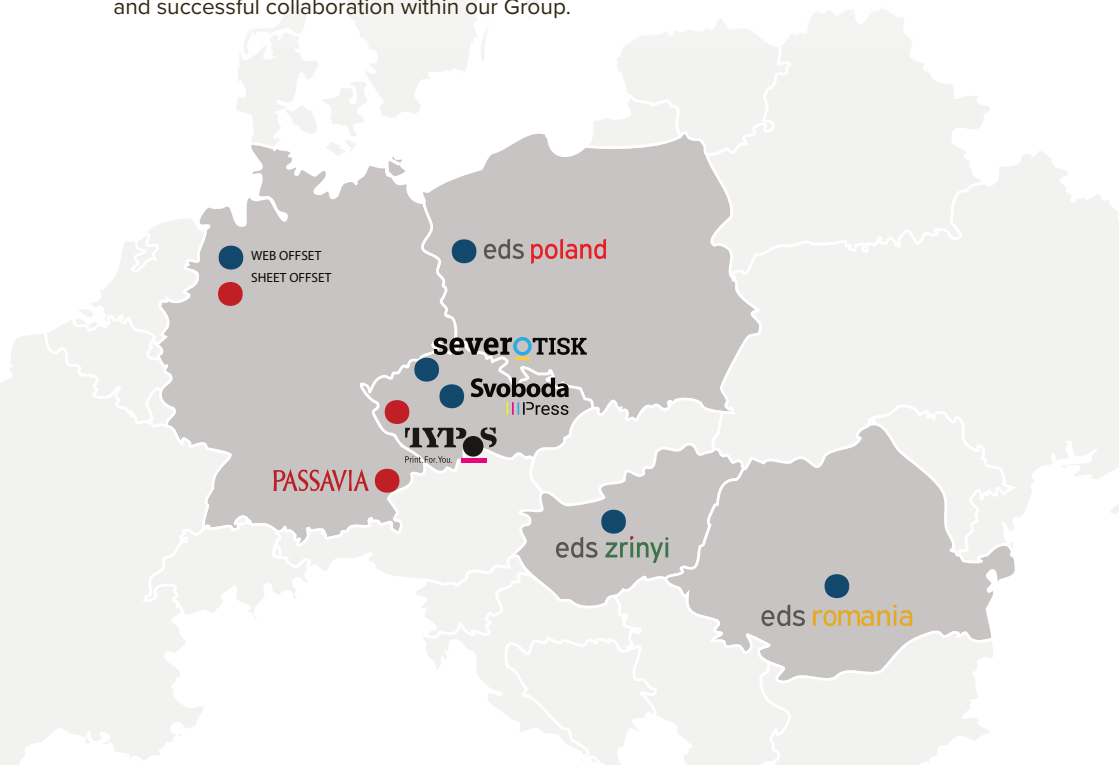 and successful collaboration within our Group.
WEB OFFSET
SHEET OFFSET
eds poland
severoTISK
Svoboda
Press
TYPOS
Print.For.You.
PASSAVIA
eds zrínyi
eds romania